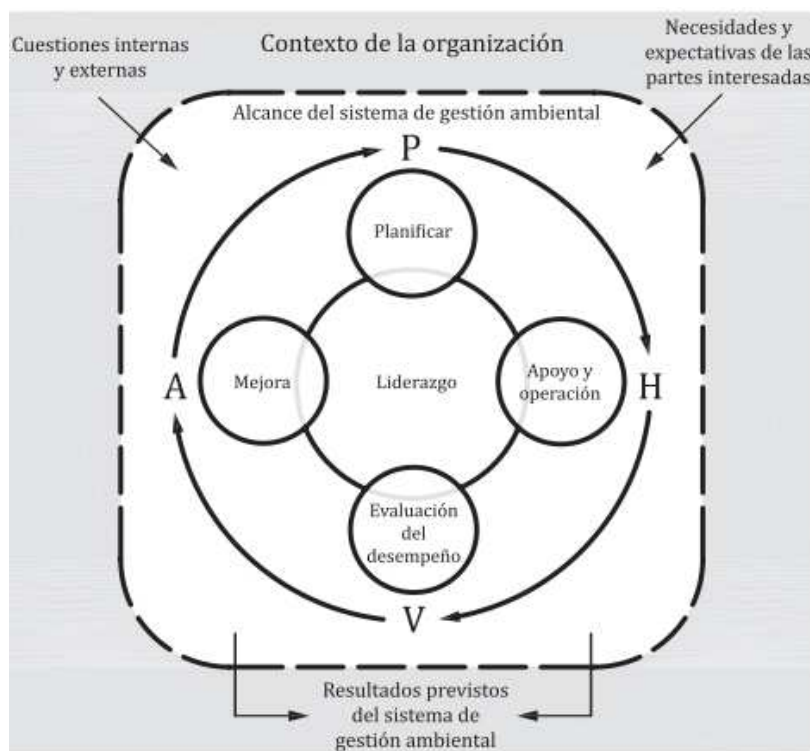 Cuestiones internas
y externas
Contexto de la organización
Necesidades y
expectativas de las
partes interesadas
Alcance del sistema de gestión ambiental
P
Planificar
A
Mejora
Liderazgo
Apoyo y
operación
H
Evaluación
del
desempeño
V
Resultados previstos
del sistema de
gestión ambiental